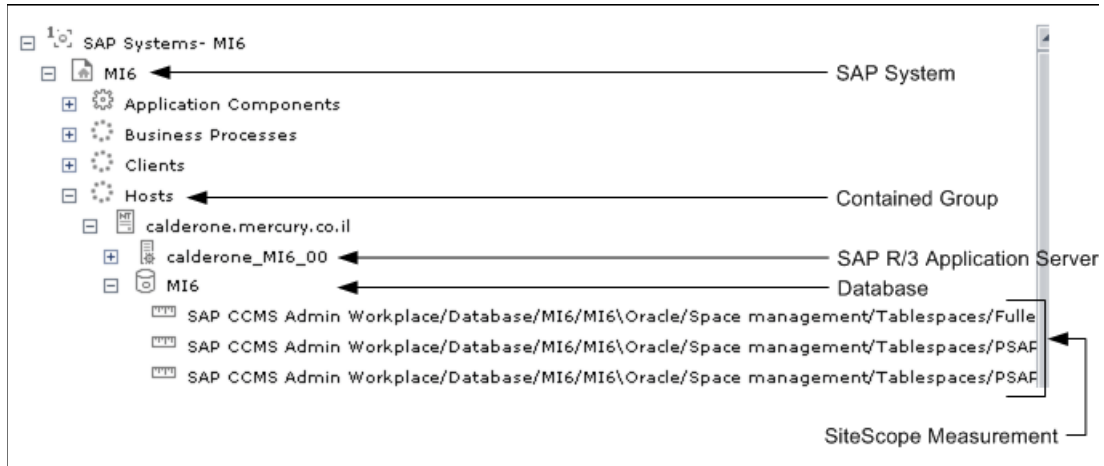 1 SAP Systems- MI6
MI6 SAP System
Application Components
Business Processes
Clients
Hosts Contained Group
NT calderone.mercury.co.il
calderone_MI6_00 SAP R/3 Application Server
MI6 Database
SAP CCMS Admin Workplace/Database/MI6/MI6\Oracle/Space management/Tablespaces/Fulle
SAP CCMS Admin Workplace/Database/MI6/MI6\Oracle/Space management/Tablespaces/PSAP
SAP CCMS Admin Workplace/Database/MI6/MI6\Oracle/Space management/Tablespaces/PSAP
SiteScope Measurement